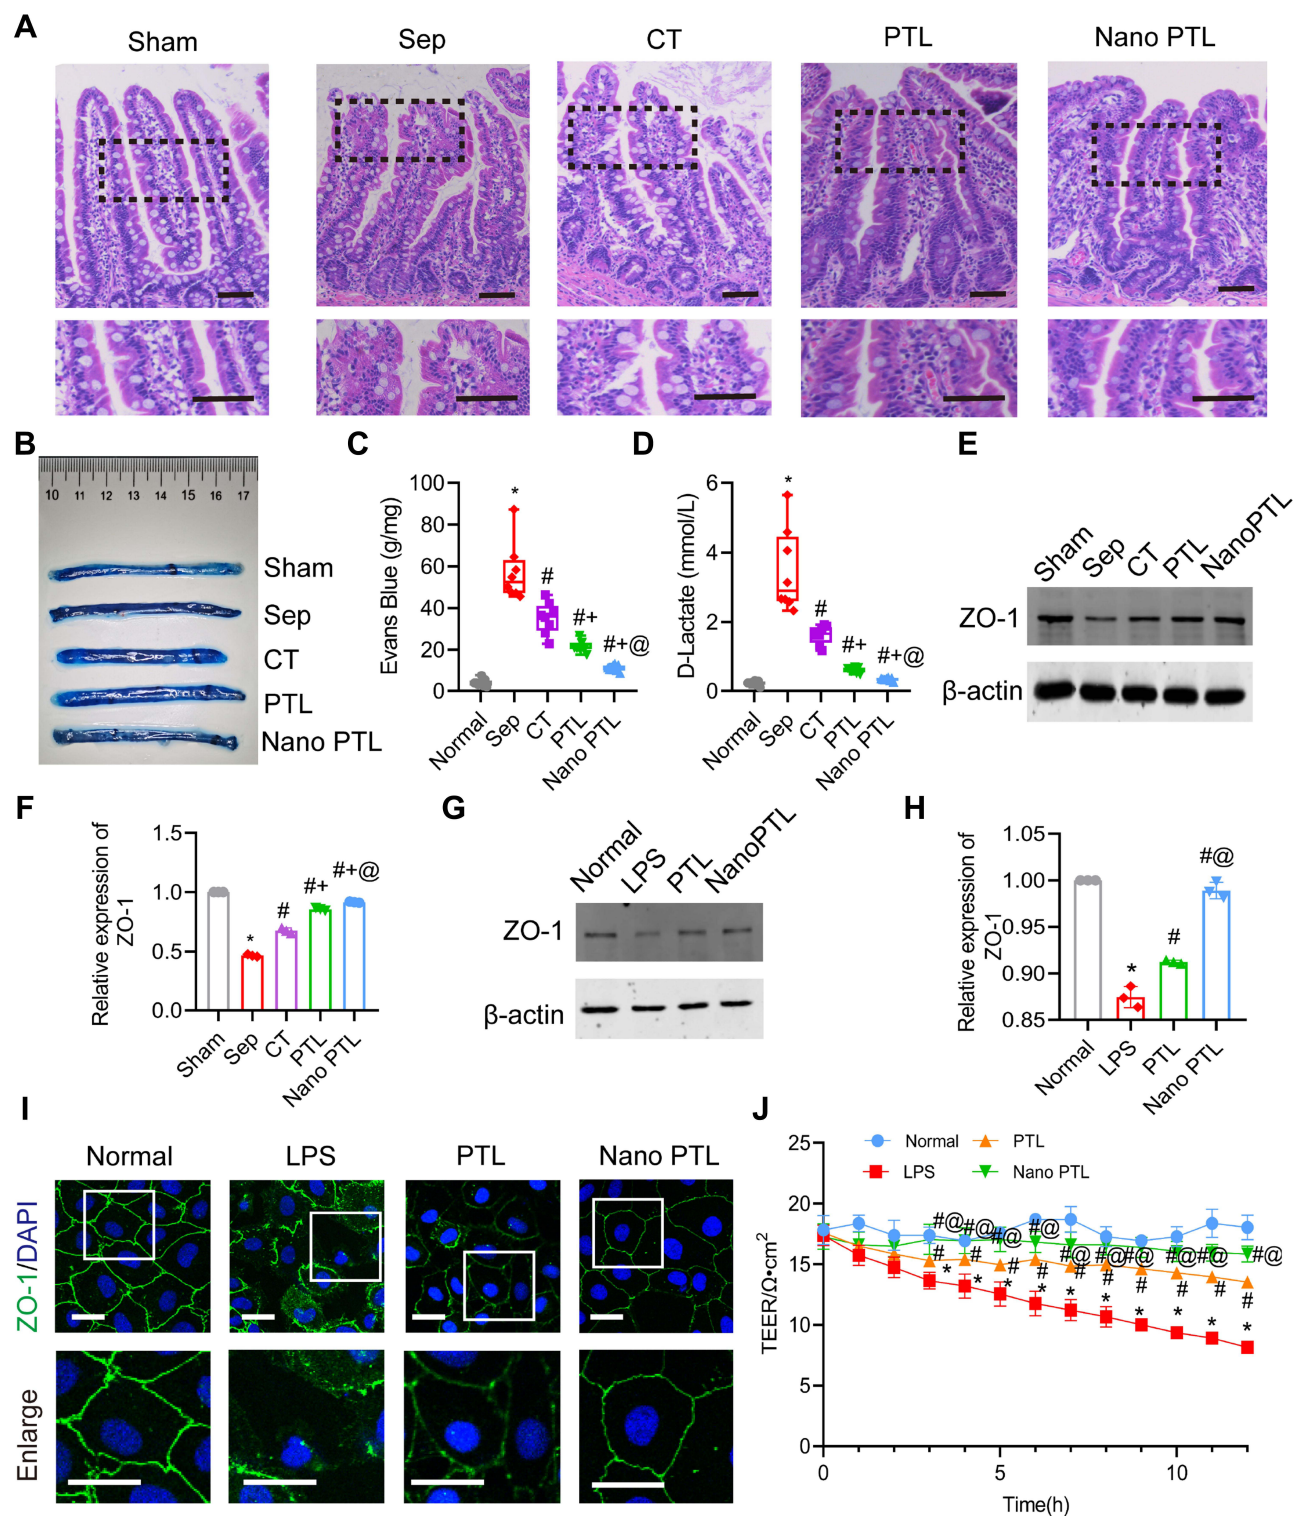 A
Sham
Sep
CT
PTL
Nano PTL
B
10 11 12 13 14 15 16 17
Sham
Sep
CT
PTL
Nano PTL
C
Evans Blue (g/mg)
100
80
60
40
20
0
*
#
#+
#+@
Normal
Sep
CT
PTL
Nano PTL
D
D-Lactate (mmol/L)
6
4
2
0
*
#
#+
#+@
Normal
Sep
CT
PTL
Nano PTL
E
Sham
Sep
CT
PTL
NanoPTL
ZO-1
β-actin
F
Relative expression of
ZO-1
1.5
1.0
0.5
0.0
*
#
#+
#+@
Sham
Sep
CT
PTL
Nano PTL
G
Normal
LPS
PTL
NanoPTL
ZO-1
β-actin
H
Relative expression of
ZO-1
1.05
1.00
0.95
0.90
0.85
*
#
#@
Normal
LPS
PTL
Nano PTL
I
Normal
LPS
PTL
Nano PTL
ZO-1/DAPI
Enlarge
J
TEER/Ω•cm²
25
20
15
10
5
0
Normal
PTL
LPS
Nano PTL
#@ #@ #@ #@ #@ #@ #@ #@ #@ #@
# # # # # # # # # #
* * * * * * * * * *
0
5
10
Time(h)